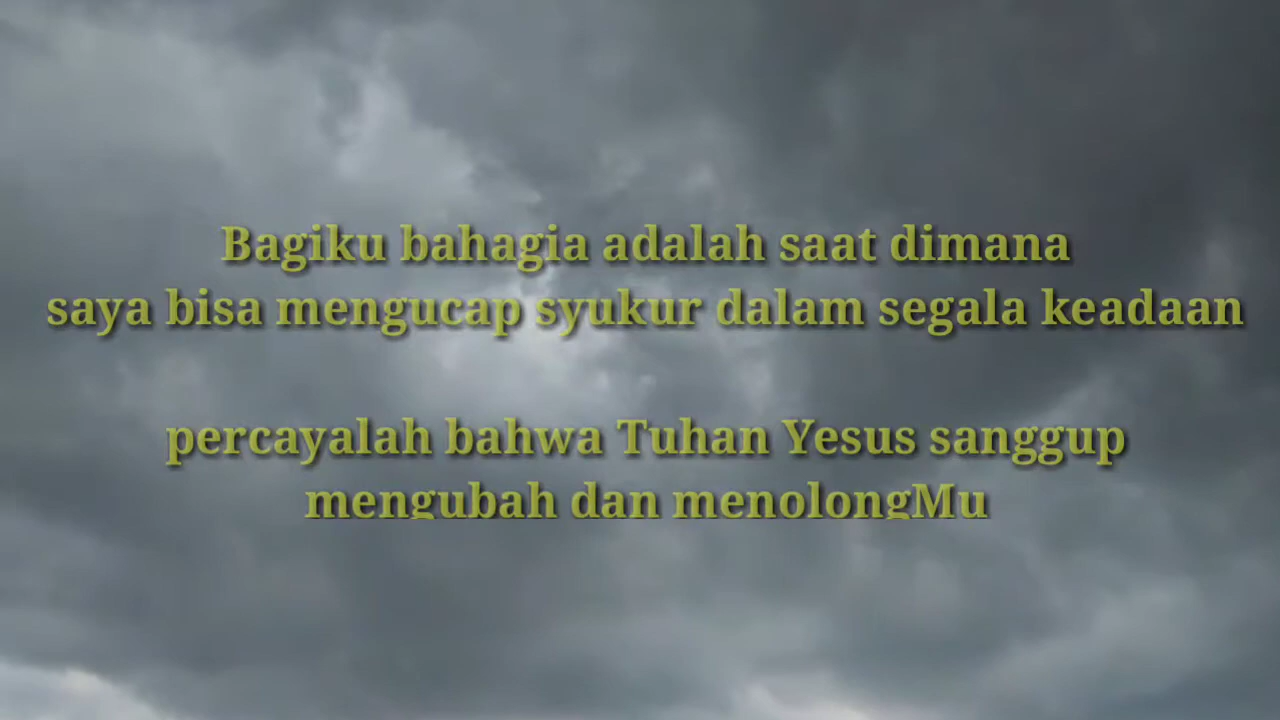 Bagiku bahagia adalah saat dimana
saya bisa mengucap syukur dalam segala keadaan
percayalah bahwa Tuhan Yesus sanggup
mengubah dan menolongMu